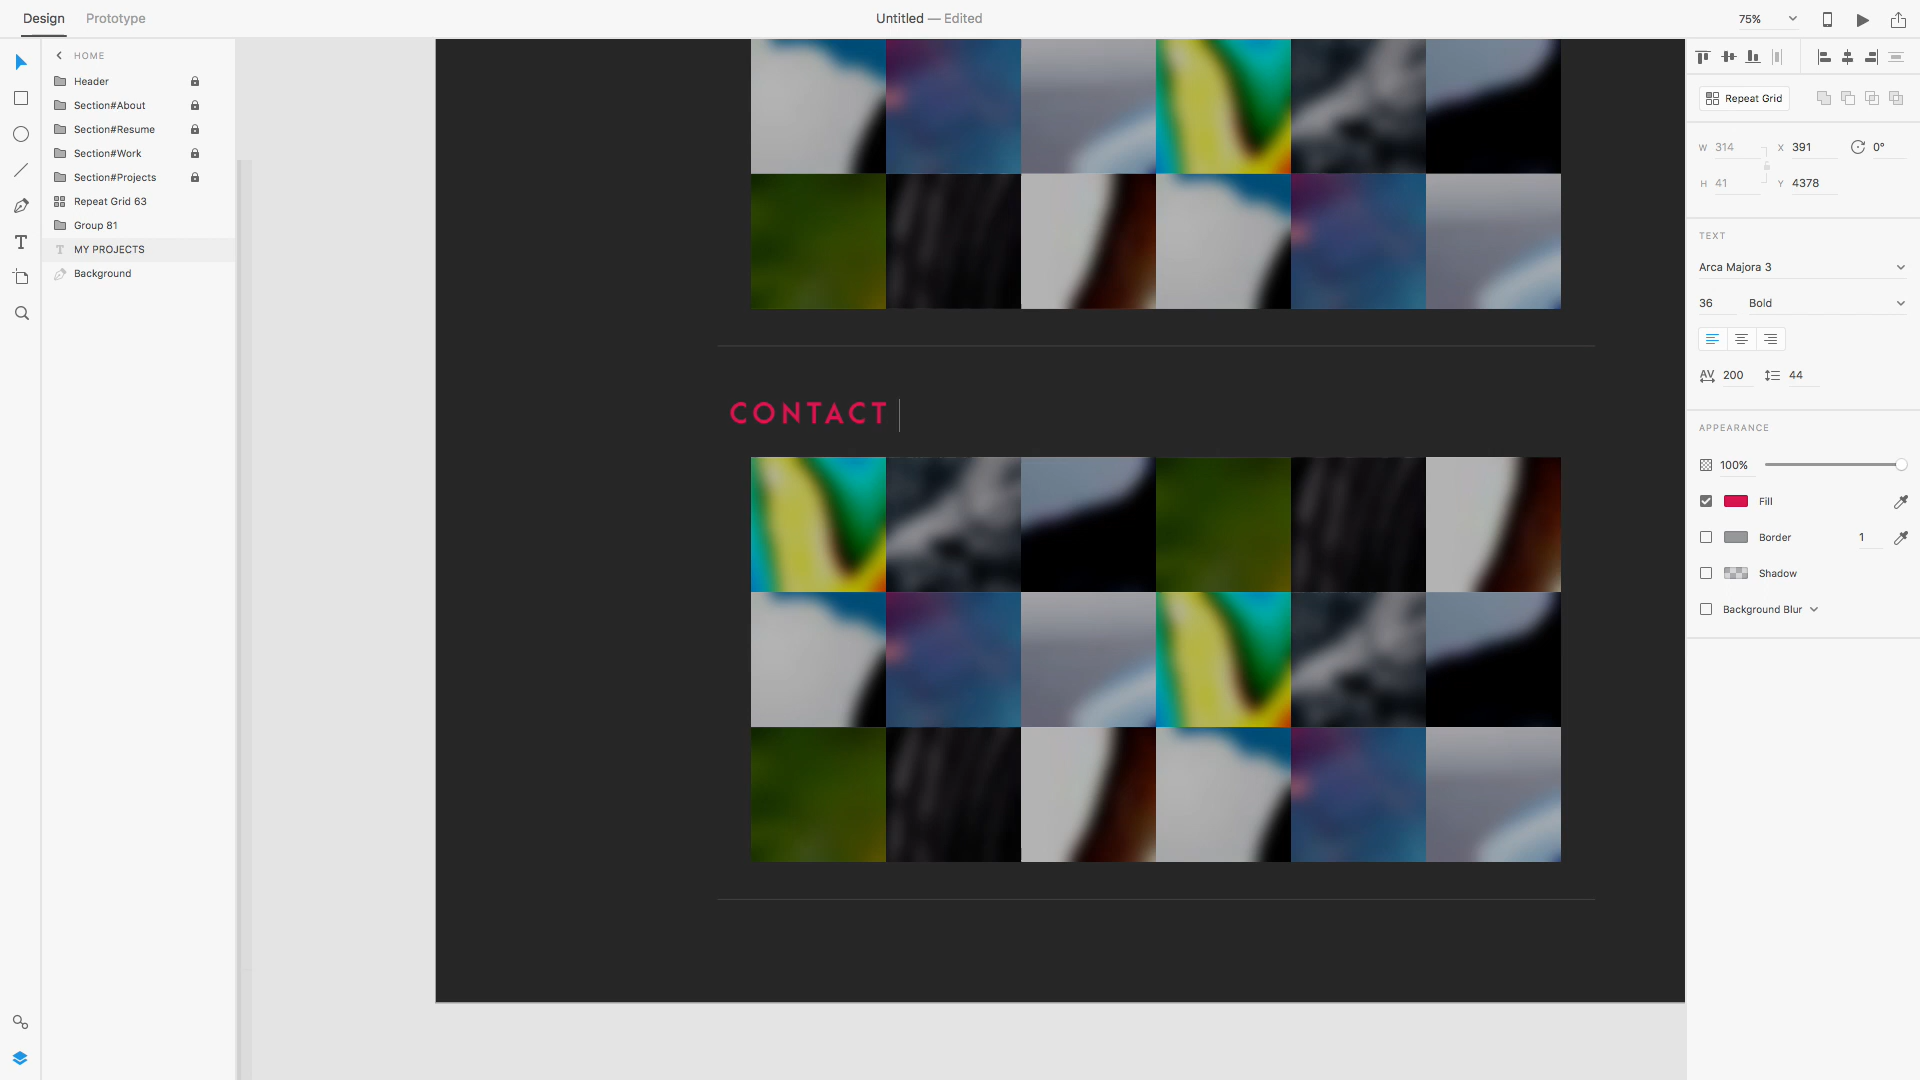 Design
Prototype
Untitled — Edited
75%
HOME
Header
Section#About
Section#Resume
Section#Work
Section#Projects
Repeat Grid 63
Group 81
MY PROJECTS
Background
CONTACT
Repeat Grid
W 314
X 391
0°
H 41
Y 4378
TEXT
Arca Majora 3
36
Bold
AV 200
44
APPEARANCE
100%
Fill
Border
1
Shadow
Background Blur